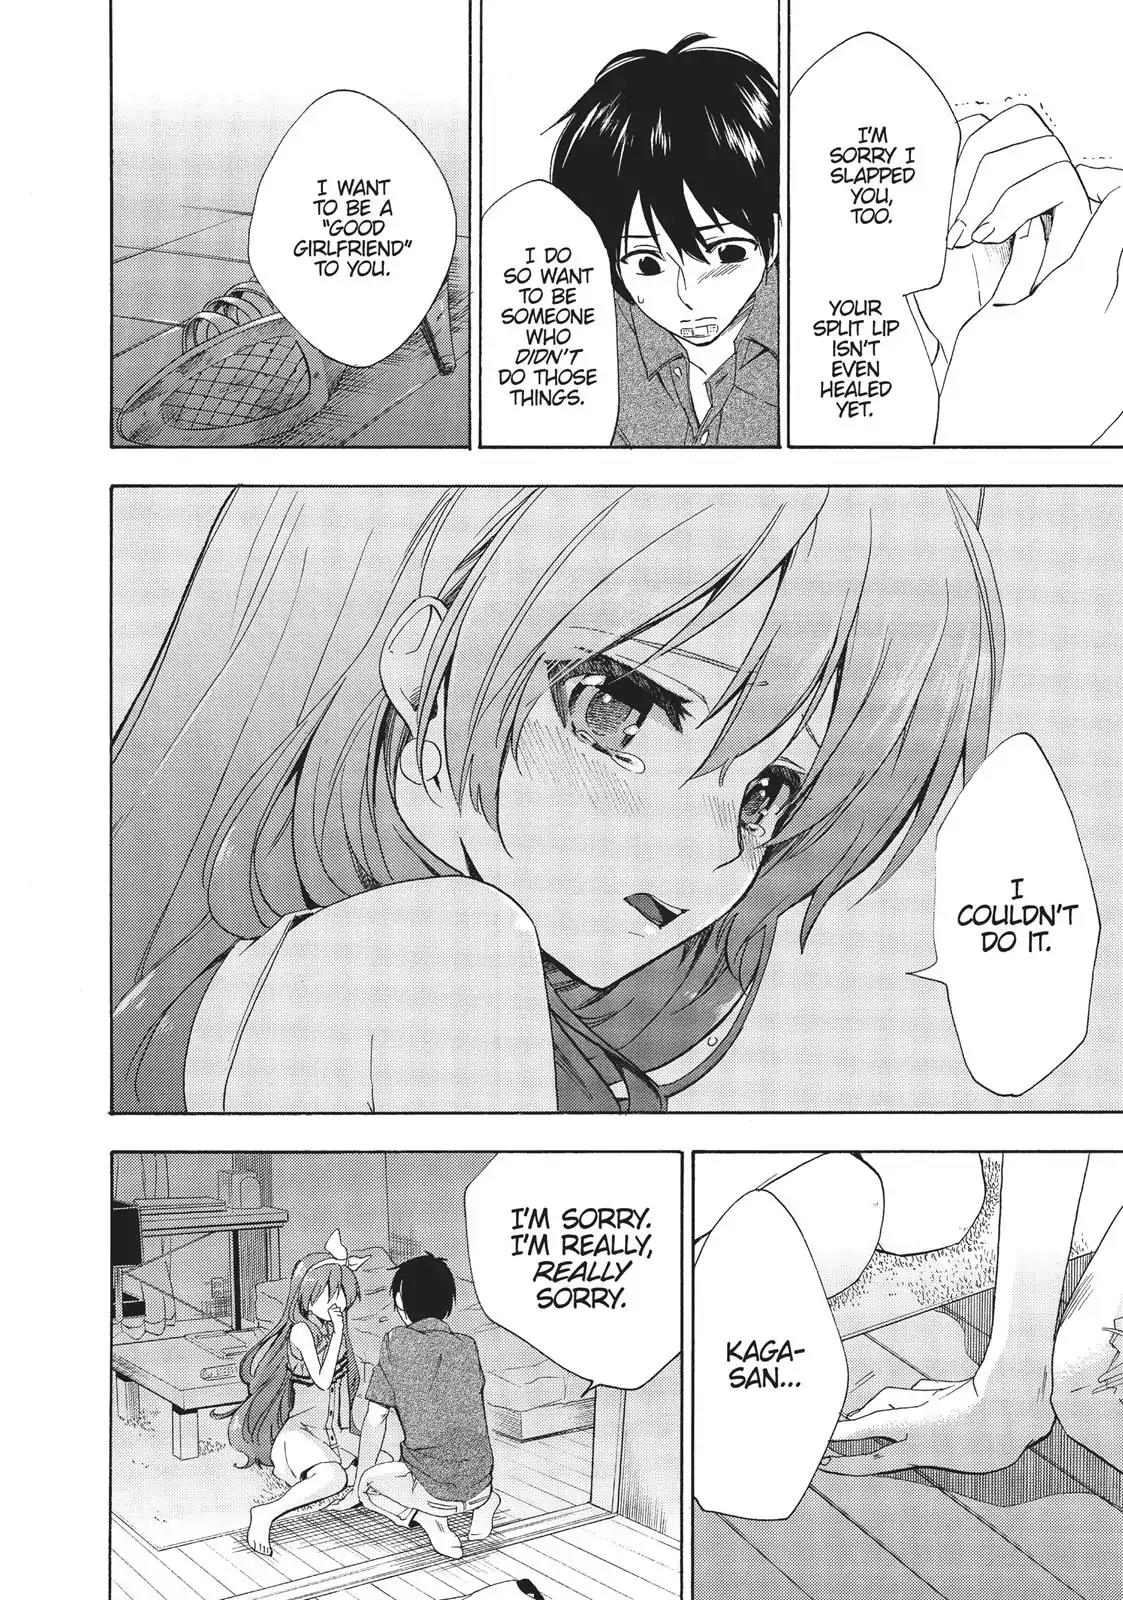 I'M
SORRY I
SLAPPED
YOU,
TOO.
YOUR
SPLIT LIP
ISN'T
EVEN
HEALED
YET.
I DO
SO WANT
TO BE
SOMEONE
WHO
DIDN'T
DO THOSE
THINGS.
I WANT
TO BE A
"GOOD
GIRLFRIEND"
TO YOU.
I
COULDN'T
DO IT.
KAGA-
SAN...
I'M SORRY.
I'M REALLY,
REALLY
SORRY.